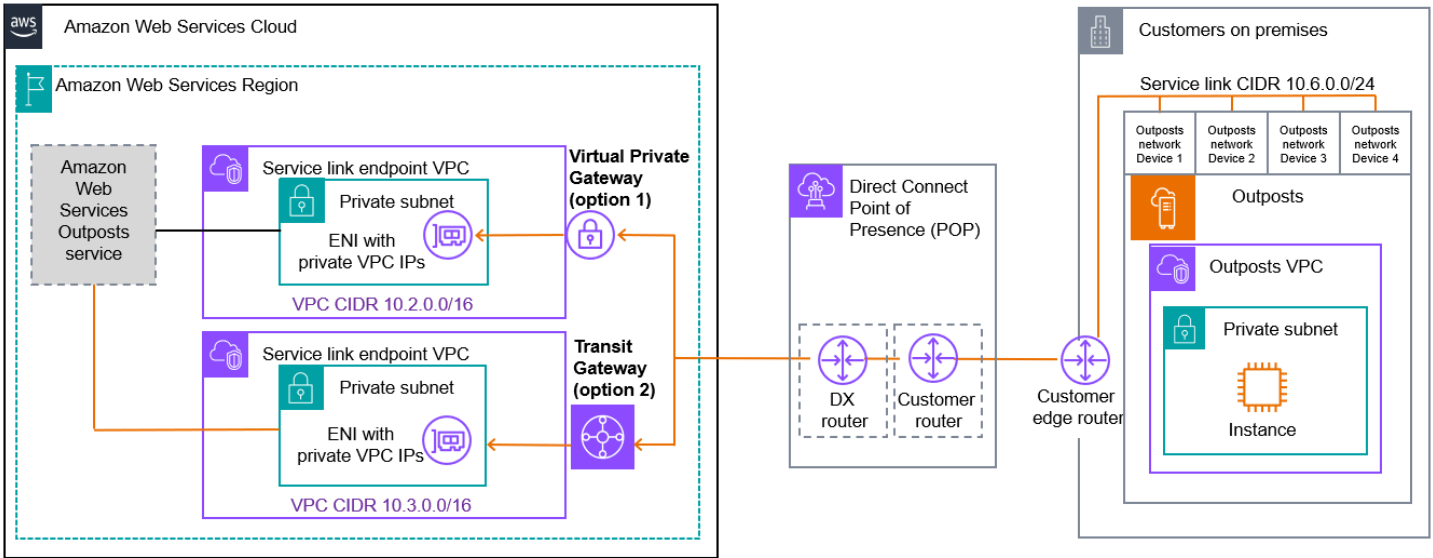 aws
Amazon Web Services Cloud
Amazon Web Services Region
Amazon
Web
Services
Outposts
service
Service link endpoint VPC
Private subnet
ENI with
private VPC IPs
VPC CIDR 10.2.0.0/16
Virtual Private
Gateway
(option 1)
Service link endpoint VPC
Private subnet
ENI with
private VPC IPs
VPC CIDR 10.3.0.0/16
Transit
Gateway
(option 2)
Direct Connect
Point of
Presence (POP)
DX
router
Customer
router
Customer
edge router
Customers on premises
Service link CIDR 10.6.0.0/24
Outposts
network
Device 1
Outposts
network
Device 2
Outposts
network
Device 3
Outposts
network
Device 4
Outposts
Outposts VPC
Private subnet
Instance